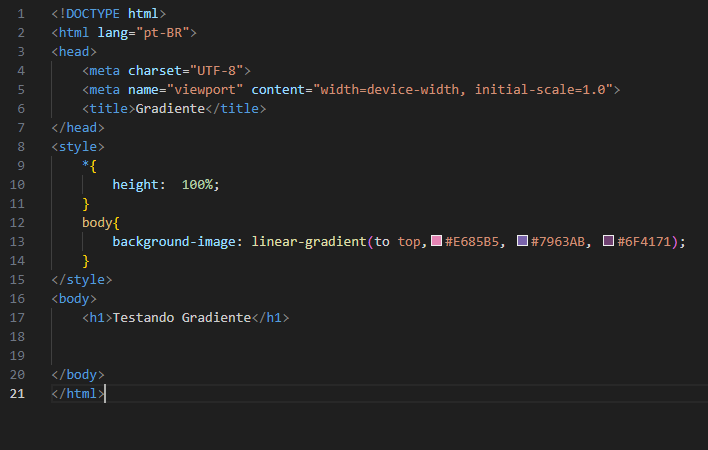 1 <!DOCTYPE html>
2 <html lang="pt-BR">
3 <head>
4     <meta charset="UTF-8">
5     <meta name="viewport" content="width=device-width, initial-scale=1.0">
6     <title>Gradiente</title>
7 </head>
8 <style>
9     *{
10         height:  100%;
11     }
12     body{
13         background-image: linear-gradient(to top, #E685B5, #7963AB, #6F4171);
14     }
15 </style>
16 <body>
17     <h1>Testando Gradiente</h1>
18
19
20 </body>
21 </html>